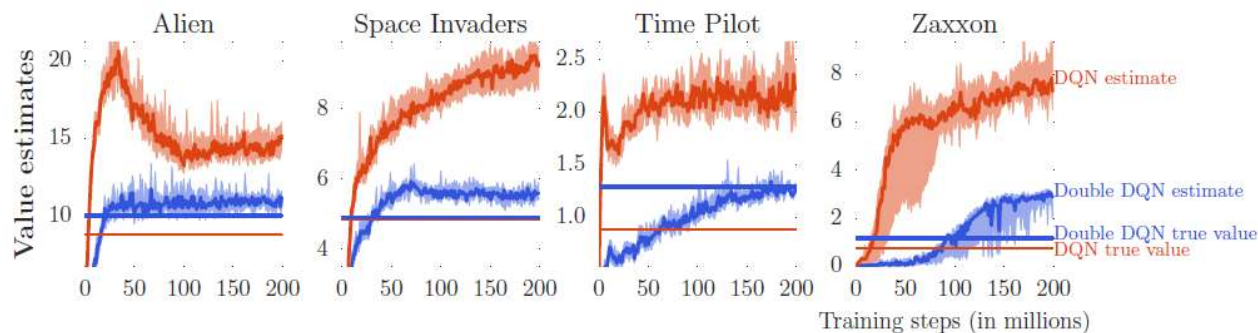 Alien
Space Invaders
Time Pilot
Zaxxon
Value estimates
20
15
10
0 50 100 150 200
8
6
4
0 50 100 150 200
2.5
2.0
1.5
1.0
0 50 100 150 200
8
6
4
2
0
0 50 100 150 200
DQN estimate
Double DQN estimate
Double DQN true value
DQN true value
Training steps (in millions)